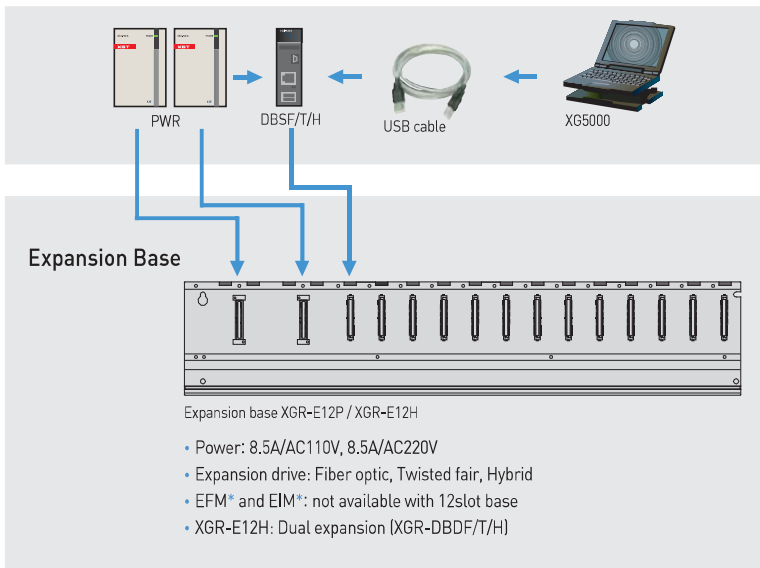 XGT
XGT
PWR
DBSF/T/H
USB cable
XG5000
Expansion Base
Expansion base XGR-E12P / XGR-E12H
• Power: 8.5A/AC110V, 8.5A/AC220V
• Expansion drive: Fiber optic, Twisted fair, Hybrid
• EFM* and EIM*: not available with 12slot base
• XGR-E12H: Dual expansion (XGR-DBDF/T/H)